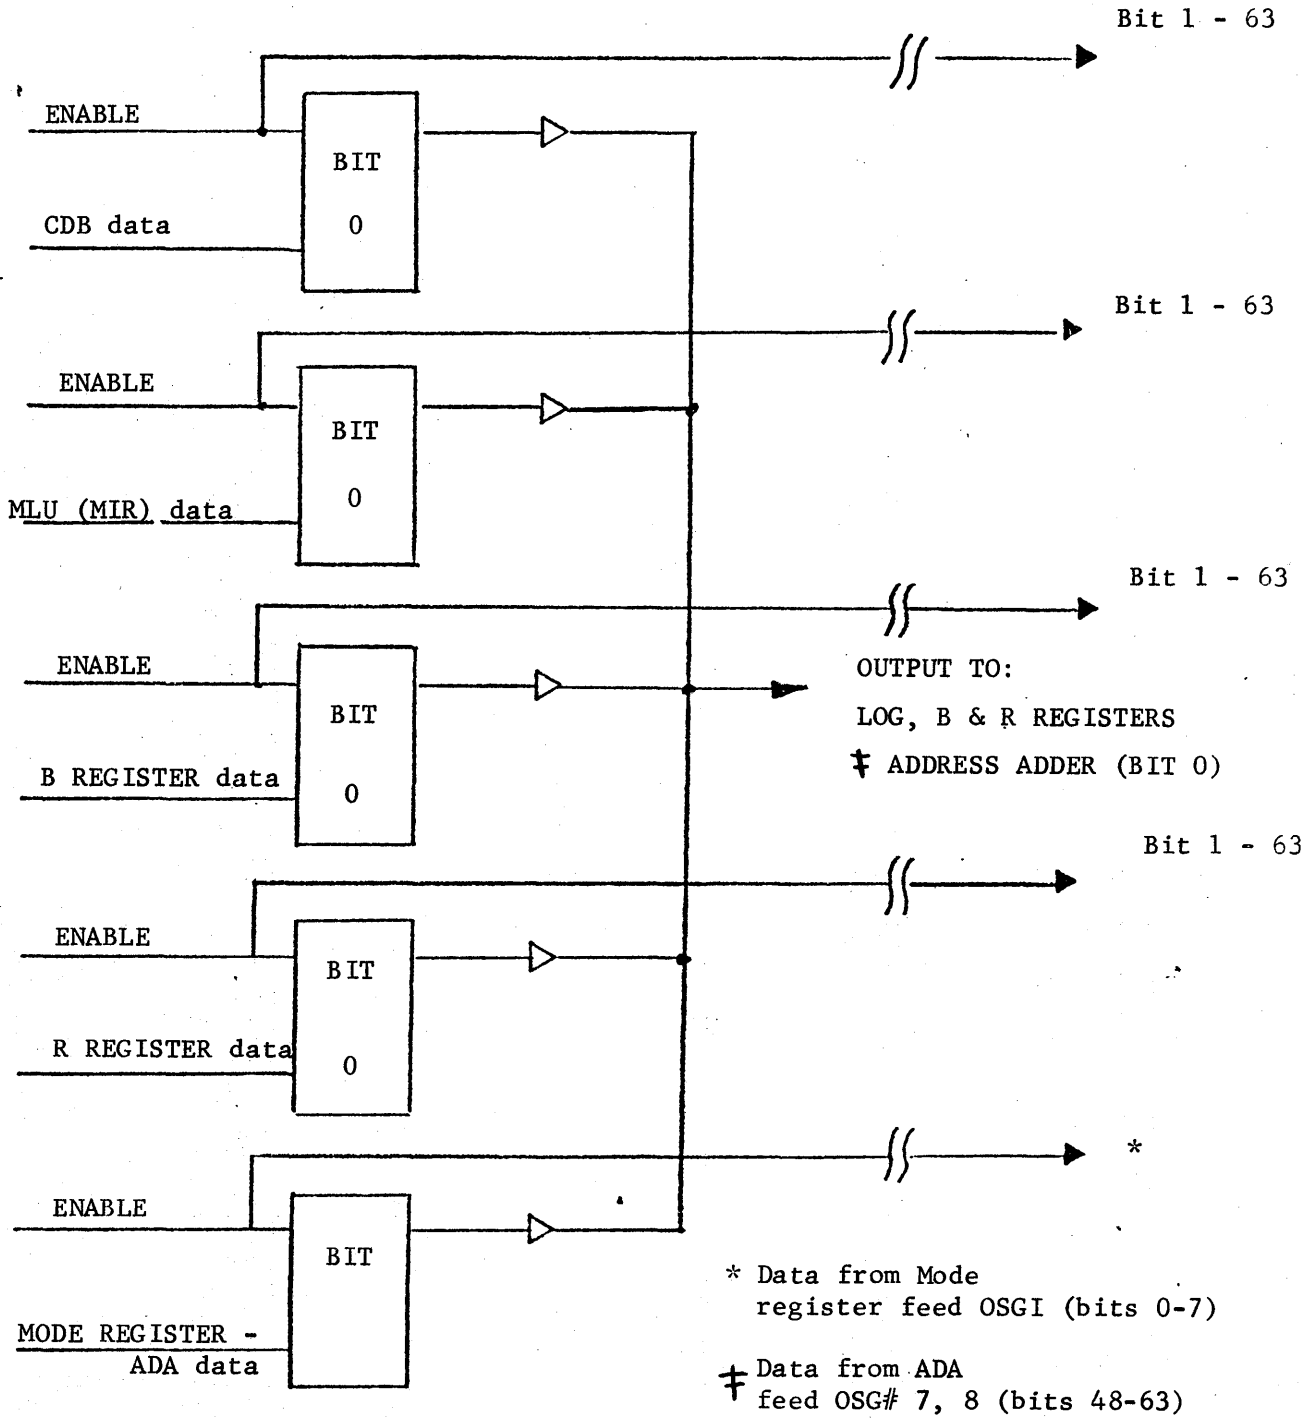 Bit 1 - 63
ENABLE
BIT
0
CDB data
Bit 1 - 63
ENABLE
BIT
0
MLU (MIR) data
Bit 1 - 63
ENABLE
BIT
0
B REGISTER data
OUTPUT TO:
LOG, B & R REGISTERS
‡ ADDRESS ADDER (BIT 0)
Bit 1 - 63
ENABLE
BIT
0
R REGISTER data
*
ENABLE
BIT
MODE REGISTER -
ADA data
* Data from Mode
register feed OSGI (bits 0-7)
‡ Data from ADA
feed OSG# 7, 8 (bits 48-63)